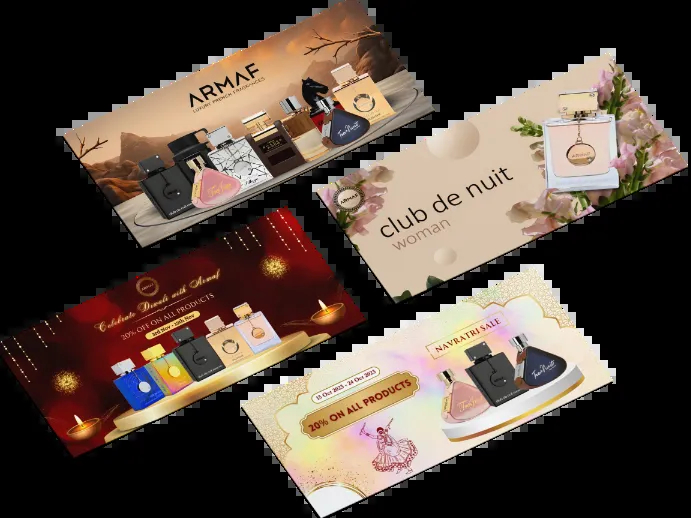 ARMAF
LUXURY FRENCH FRAGRANCES
ARMAF
club de nuit
woman
ARMAF
Celebrate Diwali with Armaf
20% OFF ON ALL PRODUCTS
NAVRATRI SALE
15 Oct 2023 - 24 Oct 2023
20% ON ALL PRODUCTS